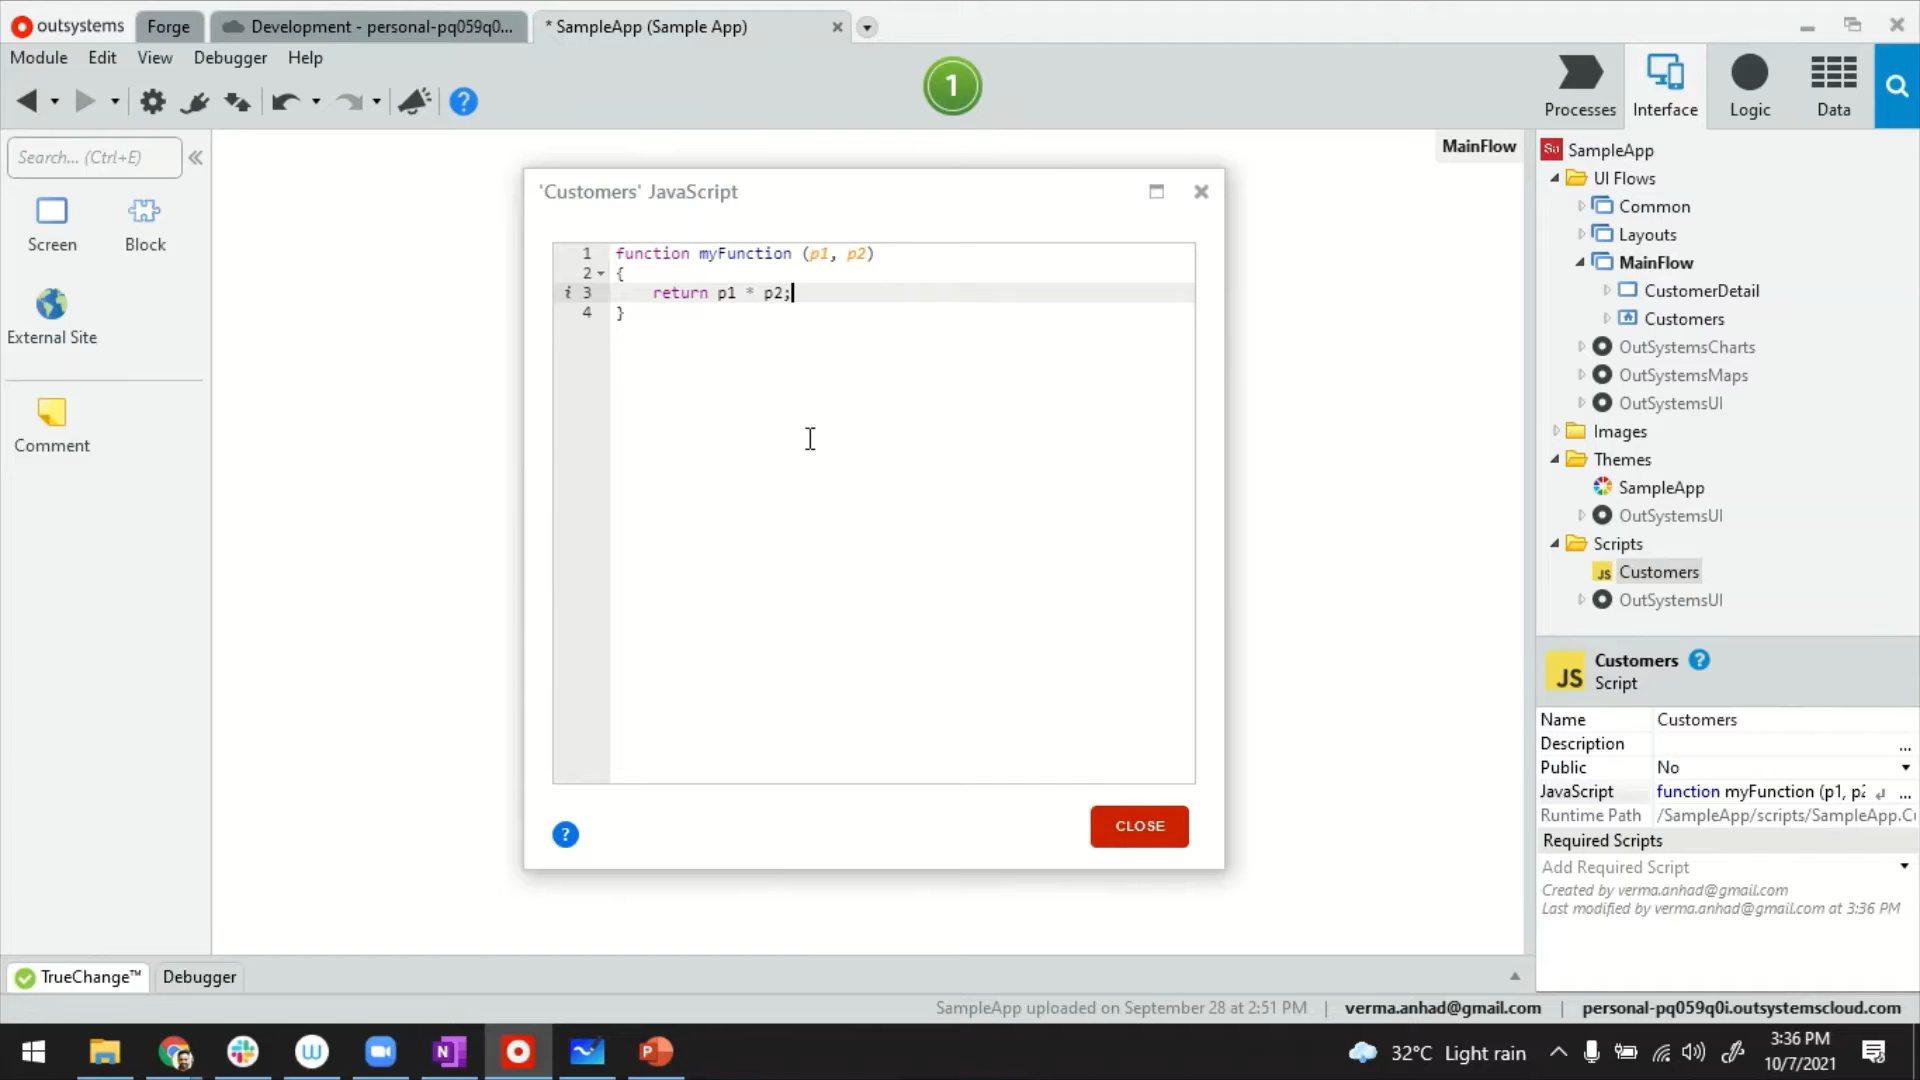 outsystems
Forge
Development - personal-pq059q0...
* SampleApp (Sample App)
Module Edit View Debugger Help
1
Processes
Interface
Logic
Data
Search... (Ctrl+E)
Screen
Block
External Site
Comment
MainFlow
'Customers' JavaScript
1 function myFunction (p1, p2)
2 {
i 3 return p1 * p2;
4 }
?
CLOSE
SampleApp
UI Flows
Common
Layouts
MainFlow
CustomerDetail
Customers
OutSystemsCharts
OutSystemsMaps
OutSystemsUI
Images
Themes
SampleApp
OutSystemsUI
Scripts
JS Customers
OutSystemsUI
JS
Customers ?
Script
Name Customers
Description ...
Public No
JavaScript function myFunction (p1, p2 ...
Runtime Path /SampleApp/scripts/SampleApp.C
Required Scripts
Add Required Script
Created by verma.anhad@gmail.com
Last modified by verma.anhad@gmail.com at 3:36 PM
TrueChange™
Debugger
SampleApp uploaded on September 28 at 2:51 PM | verma.anhad@gmail.com | personal-pq059q0i.outsystemscloud.com
32°C Light rain
3:36 PM
10/7/2021